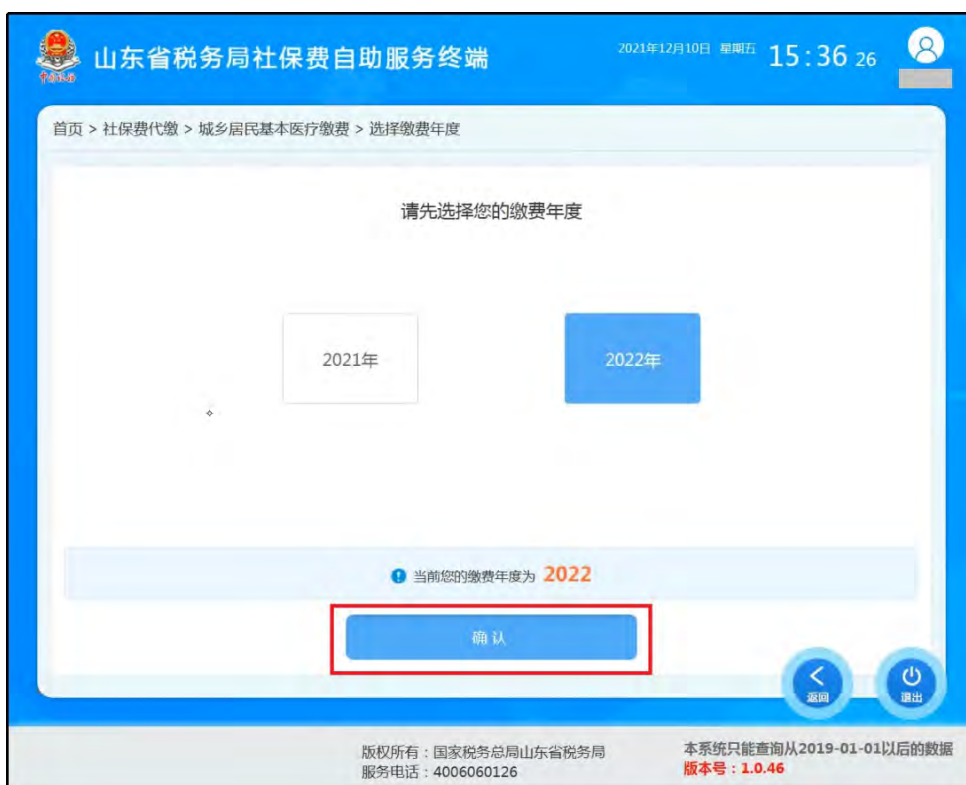 山东省税务局社保费自助服务终端
2021年12月10日 星期五 15:36 26
中国税务
首页 > 社保费代缴 > 城乡居民基本医疗缴费 > 选择缴费年度
请先选择您的缴费年度
2021年 2022年
当前您的缴费年度为 2022
确认
返回 退出
版权所有：国家税务总局山东省税务局
服务电话：4006060126
本系统只能查询从2019-01-01以后的数据
版本号：1.0.46